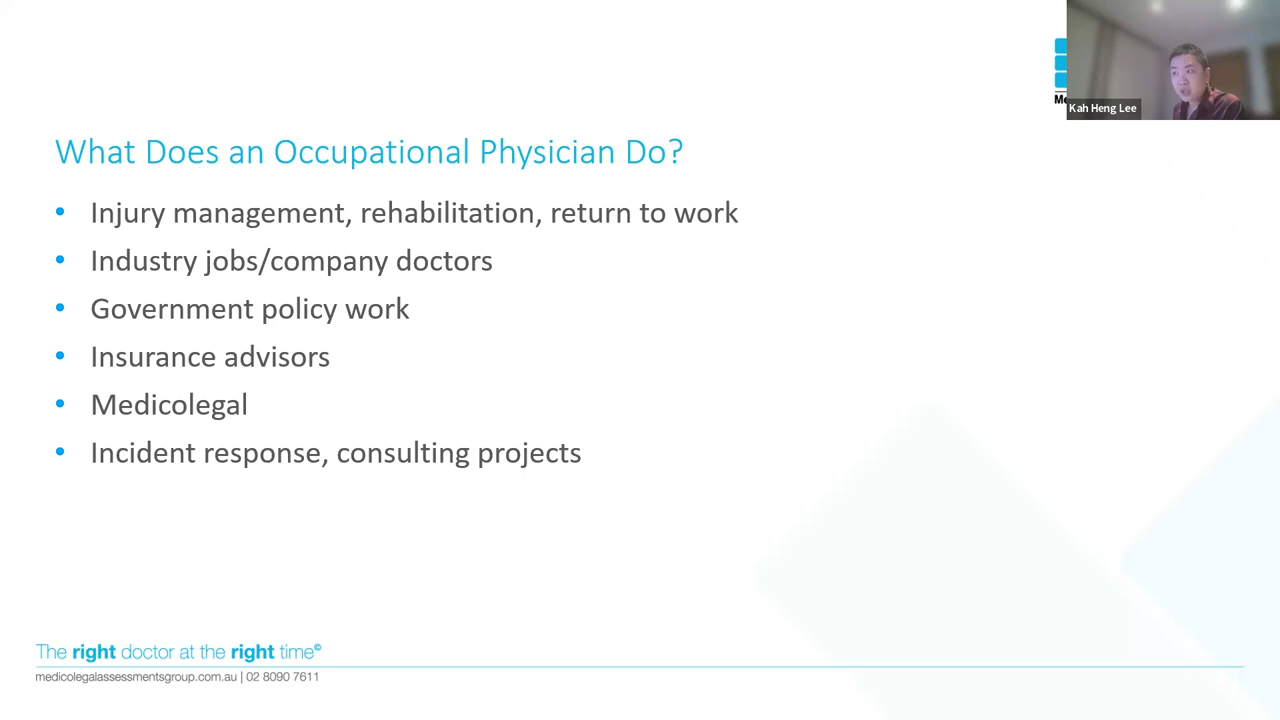 Kah Heng Lee
What Does an Occupational Physician Do?
• Injury management, rehabilitation, return to work
• Industry jobs/company doctors
• Government policy work
• Insurance advisors
• Medicolegal
• Incident response, consulting projects
The right doctor at the right time©
medicolegalassessmentsgroup.com.au | 02 8090 7611